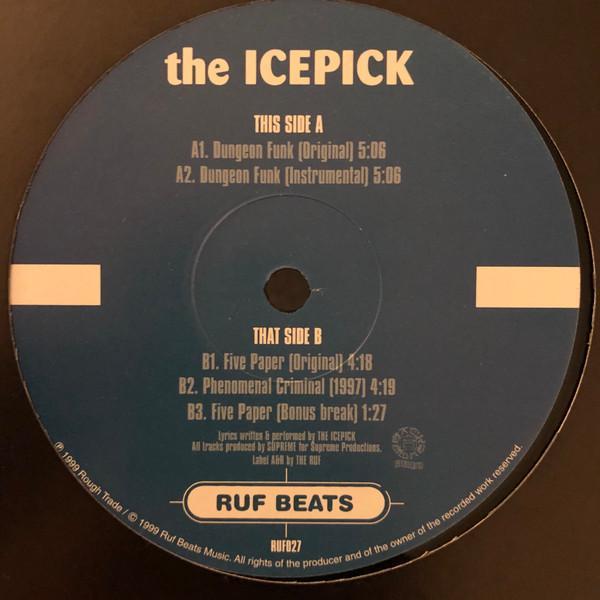 the ICEPICK
THIS SIDE A
A1. Dungeon Funk (Original) 5:06
A2. Dungeon Funk (Instrumental) 5:06
THAT SIDE B
B1. Five Paper (Original) 4:18
B2. Phenomenal Criminal (1997) 4:19
B3. Five Paper (Bonus break) 1:27
Lyrics written & performed by THE ICEPICK
All tracks produced by SUPREME for Supreme Productions.
Label A&R by THE RUF
RUF BEATS
RUF027
℗ 1999 Rough Trade / © 1999 Ruf Beats Music. All rights of the producer and of the owner of the recorded work reserved.